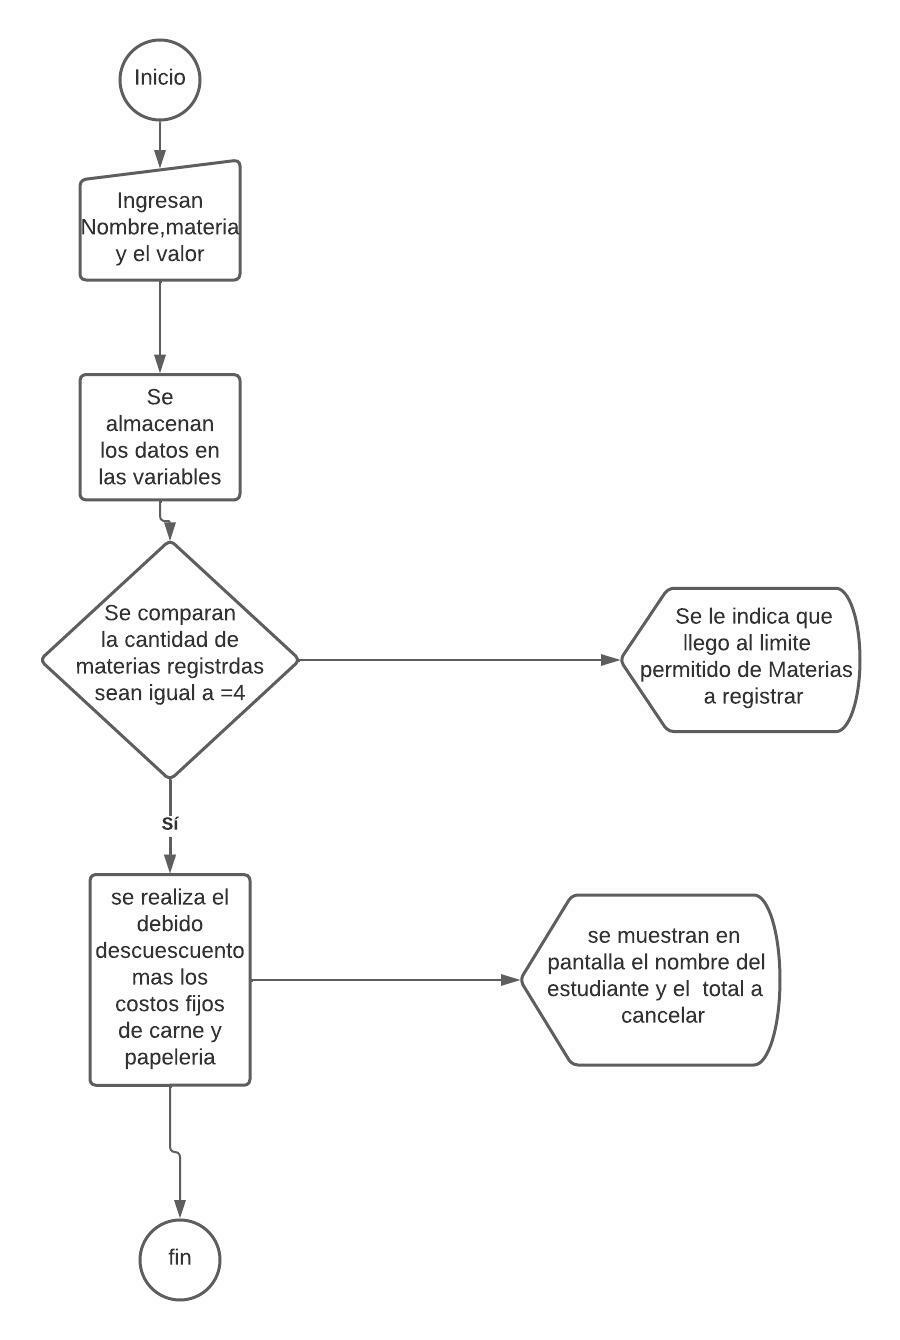 Inicio
Ingresan
Nombre,materia
y el valor
Se
almacenan
los datos en
las variables
Se comparan
la cantidad de
materias registrdas
sean igual a =4
Se le indica que
llego al limite
permitido de Materias
a registrar
Sí
se realiza el
debido
descuescuento
mas los
costos fijos
de carne y
papeleria
se muestran en
pantalla el nombre del
estudiante y el  total a
cancelar
fin